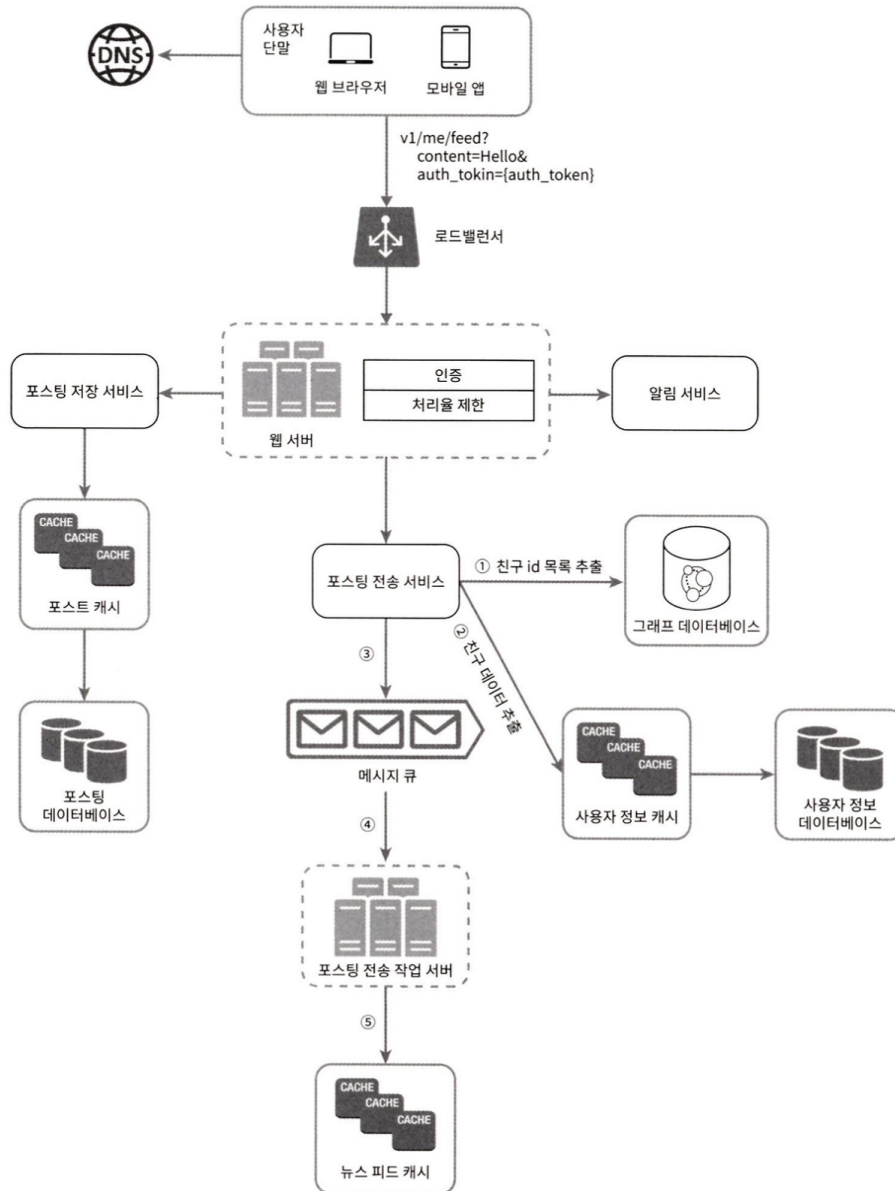 DNS
사용자
단말
웹 브라우저
모바일 앱
v1/me/feed?
content=Hello&
auth_tokin={auth_token}
로드밸런서
포스팅 저장 서비스
인증
처리율 제한
웹 서버
알림 서비스
CACHE
CACHE
CACHE
포스트 캐시
포스팅 전송 서비스
① 친구 id 목록 추출
그래프 데이터베이스
② 친구 데이터 추출
③
포스팅
데이터베이스
메시지 큐
CACHE
CACHE
CACHE
사용자 정보 캐시
사용자 정보
데이터베이스
④
포스팅 전송 작업 서버
⑤
CACHE
CACHE
CACHE
뉴스 피드 캐시